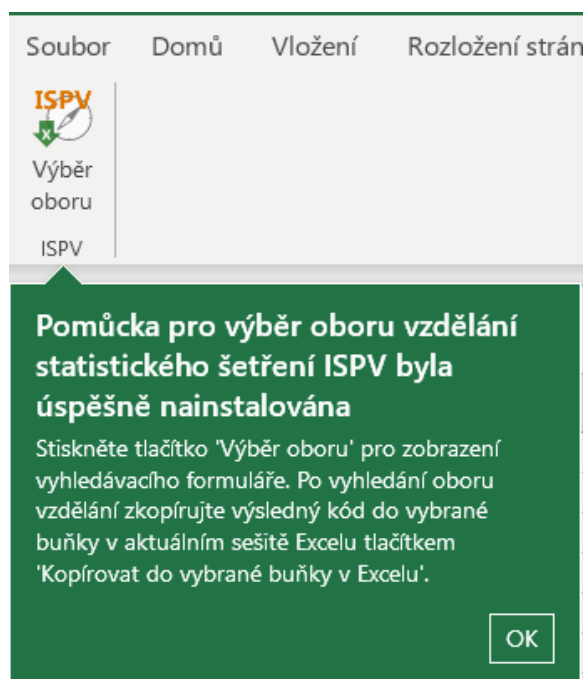 Soubor Domů Vložení Rozložení strán
ISPV
Výběr
oboru
ISPV
Pomůcka pro výběr oboru vzdělání
statistického šetření ISPV byla
úspěšně nainstalována
Stiskněte tlačítko 'Výběr oboru' pro zobrazení
vyhledávacího formuláře. Po vyhledání oboru
vzdělání zkopírujte výsledný kód do vybrané
buňky v aktuálním sešitě Excelu tlačítkem
'Kopírovat do vybrané buňky v Excelu'.
OK